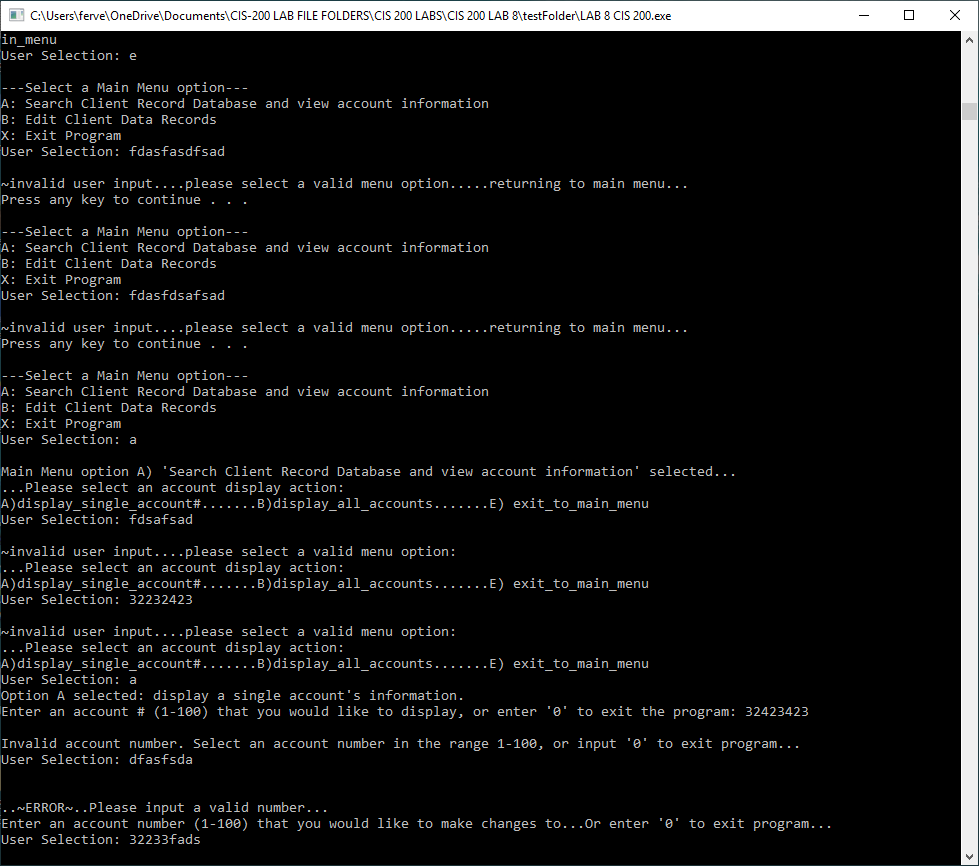 C:\Users\ferve\OneDrive\Documents\CIS-200 LAB FILE FOLDERS\CIS 200 LABS\CIS 200 LAB 8\testFolder\LAB 8 CIS 200.exe
in_menu
User Selection: e
---Select a Main Menu option---
A: Search Client Record Database and view account information
B: Edit Client Data Records
X: Exit Program
User Selection: fdasfasdfsad
~invalid user input....please select a valid menu option.....returning to main menu...
Press any key to continue . . .
---Select a Main Menu option---
A: Search Client Record Database and view account information
B: Edit Client Data Records
X: Exit Program
User Selection: fdasfdsafsad
~invalid user input....please select a valid menu option.....returning to main menu...
Press any key to continue . . .
---Select a Main Menu option---
A: Search Client Record Database and view account information
B: Edit Client Data Records
X: Exit Program
User Selection: a
Main Menu option A) 'Search Client Record Database and view account information' selected...
...Please select an account display action:
A)display_single_account#.......B)display_all_accounts.......E) exit_to_main_menu
User Selection: fdsafsad
~invalid user input....please select a valid menu option:
...Please select an account display action:
A)display_single_account#.......B)display_all_accounts.......E) exit_to_main_menu
User Selection: 32232423
~invalid user input....please select a valid menu option:
...Please select an account display action:
A)display_single_account#.......B)display_all_accounts.......E) exit_to_main_menu
User Selection: a
Option A selected: display a single account's information.
Enter an account # (1-100) that you would like to display, or enter '0' to exit the program: 32423423
Invalid account number. Select an account number in the range 1-100, or input '0' to exit program...
User Selection: dfasfsda
..~ERROR~..Please input a valid number...
Enter an account number (1-100) that you would like to make changes to...Or enter '0' to exit program...
User Selection: 32233fads